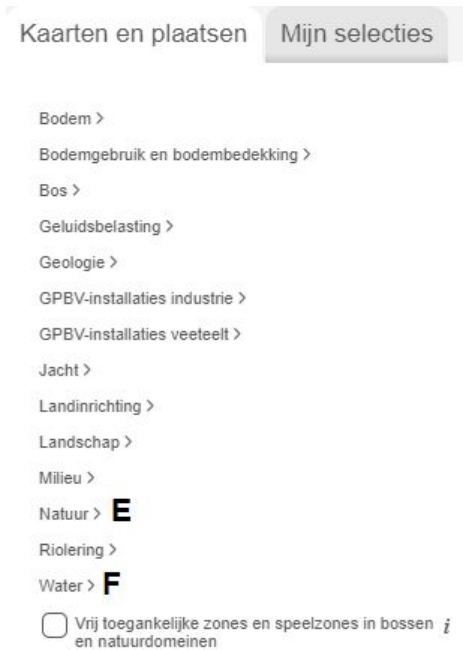 Kaarten en plaatsen Mijn selecties
Bodem >
Bodemgebruik en bodembedekking >
Bos >
Geluidsbelasting >
Geologie >
GPBV-installaties industrie >
GPBV-installaties veeteelt >
Jacht >
Landinrichting >
Landschap >
Milieu >
Natuur > E
Riolering >
Water > F
Vrij toegankelijke zones en speelzones in bossen i
en natuurdomeinen